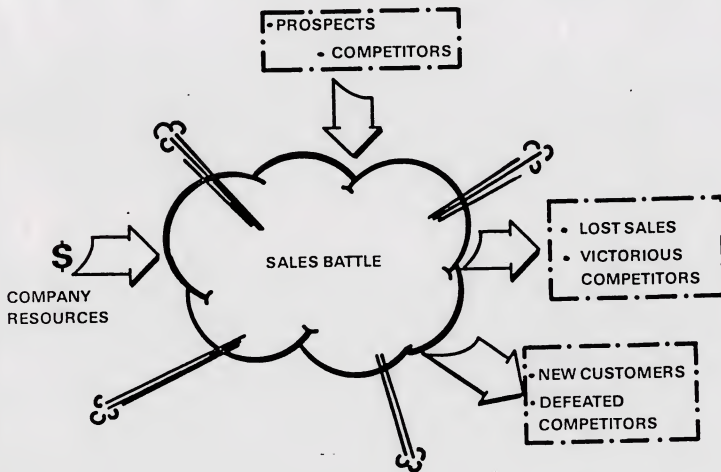 • PROSPECTS
• COMPETITORS
SALES BATTLE
$
COMPANY
RESOURCES
• LOST SALES
• VICTORIOUS
COMPETITORS
• NEW CUSTOMERS
• DEFEATED
COMPETITORS